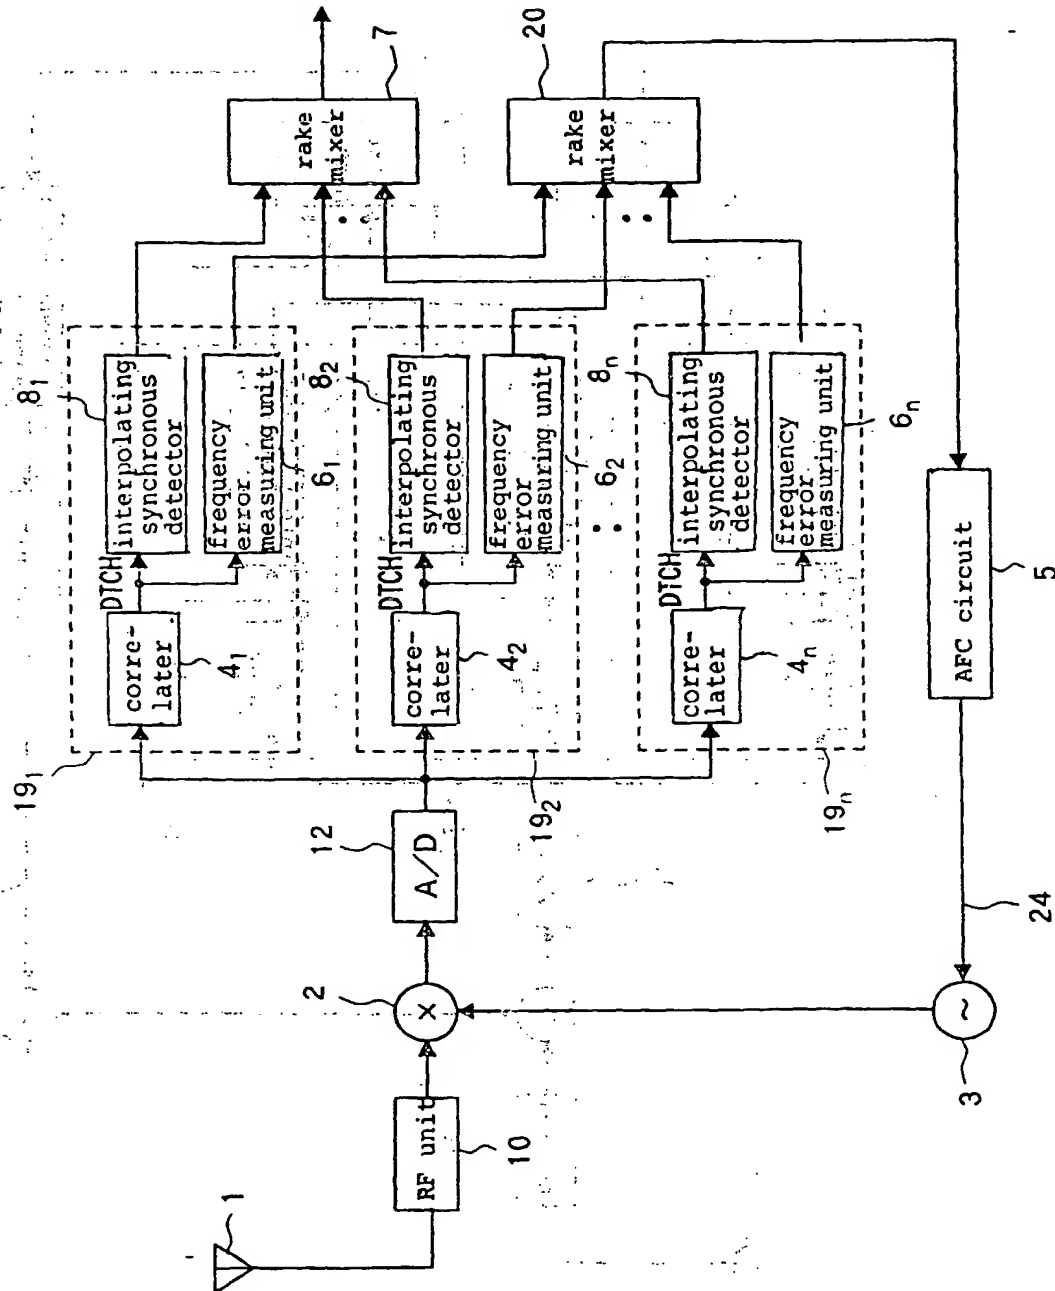 1
RF unit
10
2
12
A/D
3
24
AFC circuit
5
19₁
corre-
later
4₁
DTCH
interpolating
synchronous
detector
8₁
frequency
error
measuring unit
6₁
19₂
corre-
later
4₂
DTCH
interpolating
synchronous
detector
8₂
frequency
error
measuring unit
6₂
19ₙ
corre-
later
4ₙ
DTCH
interpolating
synchronous
detector
8ₙ
frequency
error
measuring unit
6ₙ
rake
mixer
7
rake
mixer
20